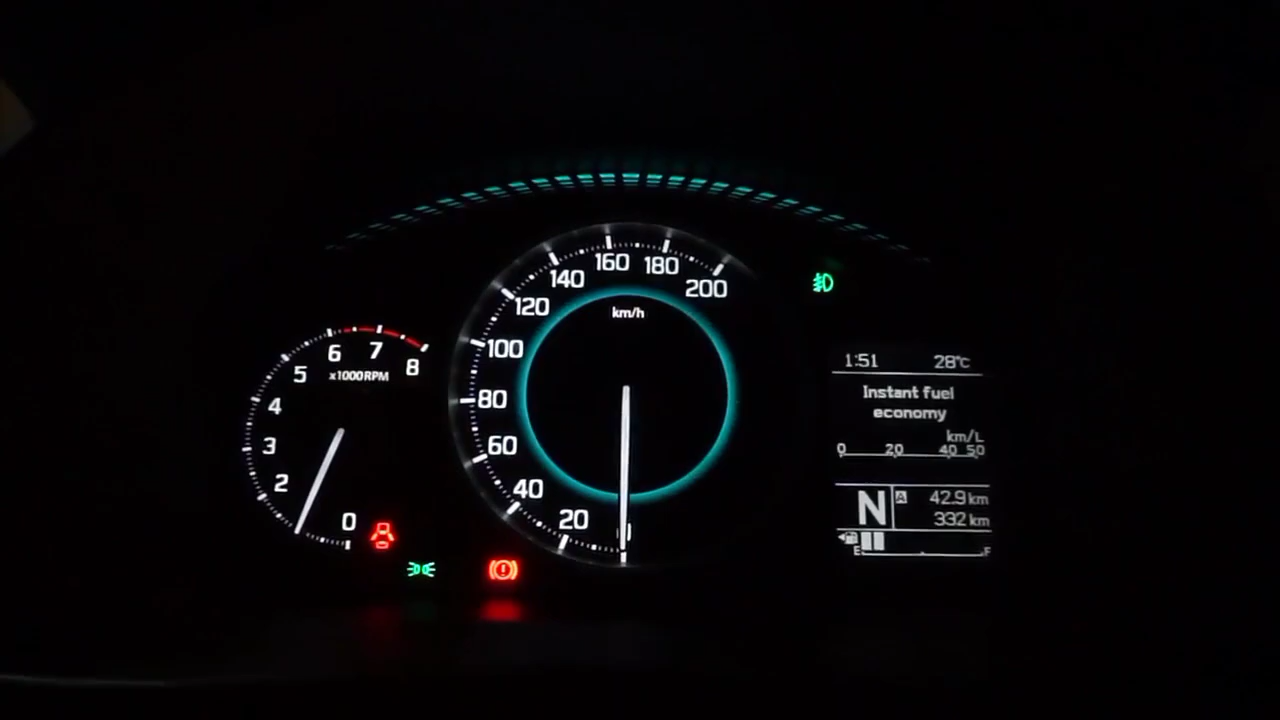 160
180
140
200
120
km/h
100
80
60
40
20
6
7
8
5
x1000RPM
4
3
2
0
1:51 28°C
Instant fuel
economy
km/L
0 20 40 50
N A 42.9 km
332 km
E F